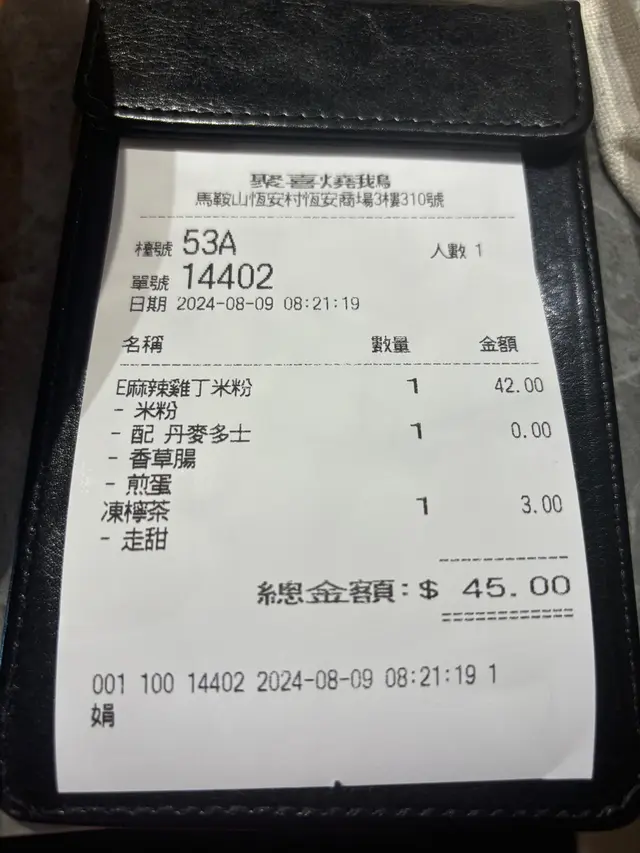 聚喜燒鵝
馬鞍山恆安村恆安商場3樓310號
檯號 53A 人數 1
單號 14402
日期 2024-08-09 08:21:19
名稱 數量 金額
E麻辣雞丁米粉 1 42.00
- 米粉
- 配 丹麥多士 1 0.00
- 香草腸
- 煎蛋
凍檸茶 1 3.00
- 走甜
總金額:$ 45.00
001 100 14402 2024-08-09 08:21:19 1
娟